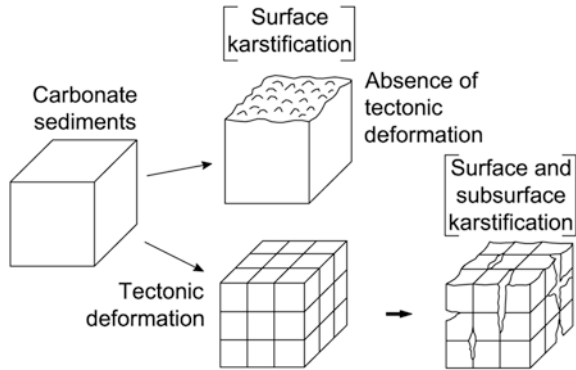 Surface
karstification
Carbonate
sediments
Absence of
tectonic
deformation
Surface and
subsurface
karstification
Tectonic
deformation